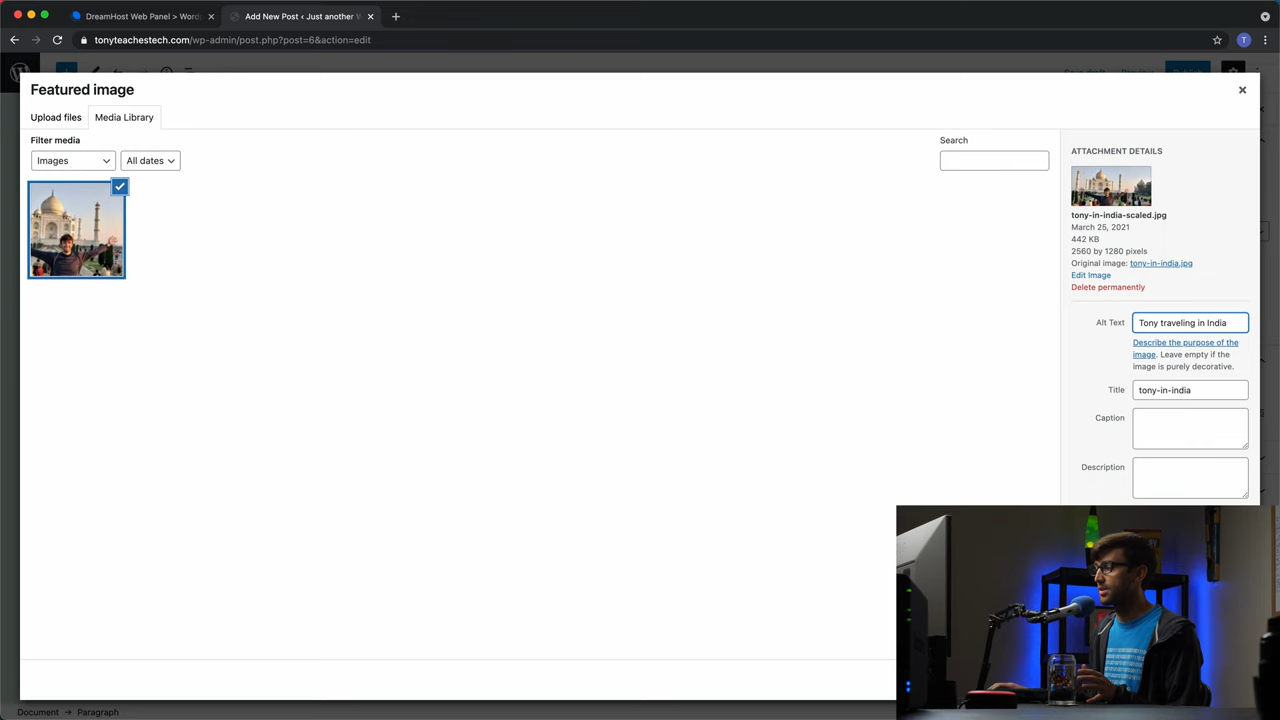 DreamHost Web Panel > Wordp
Add New Post ‹ Just another W
tonyteachestech.com/wp-admin/post.php?post=6&action=edit
T
Featured image
Upload files
Media Library
Filter media
Images
All dates
Search
ATTACHMENT DETAILS
tony-in-india-scaled.jpg
March 25, 2021
442 KB
2560 by 1280 pixels
Original image: tony-in-india.jpg
Edit Image
Delete permanently
Alt Text
Tony traveling in India
Describe the purpose of the
image. Leave empty if the
image is purely decorative.
Title
tony-in-india
Caption
Description
Document → Paragraph